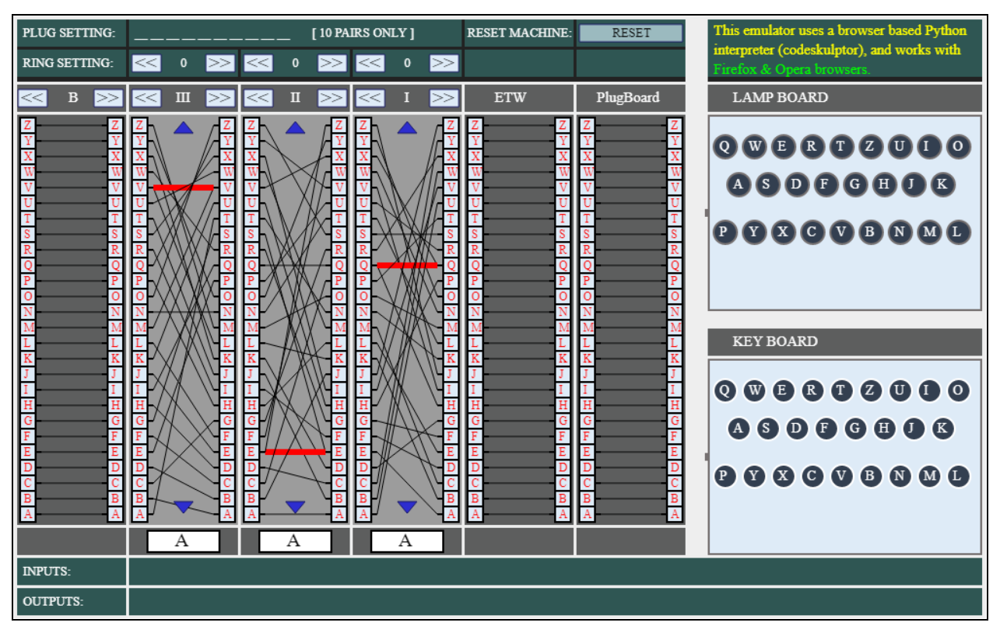 PLUG SETTING: __ __ __ __ __ __ __ __ __ __ [ 10 PAIRS ONLY ] RESET MACHINE: RESET
RING SETTING: << 0 >> << 0 >> << 0 >>
This emulator uses a browser based Python
interpreter (codeskulptor), and works with
Firefox & Opera browsers.
<< B >> << III >> << II >> << I >> ETW PlugBoard
Z Z Z Z Z Z Z Z Z Z Z Z
Y Y Y Y Y Y Y Y Y Y Y Y
X X X X X X X X X X X X
W W W W W W W W W W W W
V V V V V V V V V V V V
U U U U U U U U U U U U
T T T T T T T T T T T T
S S S S S S S S S S S S
R R R R R R R R R R R R
Q Q Q Q Q Q Q Q Q Q Q Q
P P P P P P P P P P P P
O O O O O O O O O O O O
N N N N N N N N N N N N
M M M M M M M M M M M M
L L L L L L L L L L L L
K K K K K K K K K K K K
J J J J J J J J J J J J
I I I I I I I I I I I I
H H H H H H H H H H H H
G G G G G G G G G G G G
F F F F F F F F F F F F
E E E E E E E E E E E E
D D D D D D D D D D D D
C C C C C C C C C C C C
B B B B B B B B B B B B
A A A A A A A A A A A A
A A A
LAMP BOARD
Q W E R T Z U I O
A S D F G H J K
P Y X C V B N M L
KEY BOARD
Q W E R T Z U I O
A S D F G H J K
P Y X C V B N M L
INPUTS:
OUTPUTS: